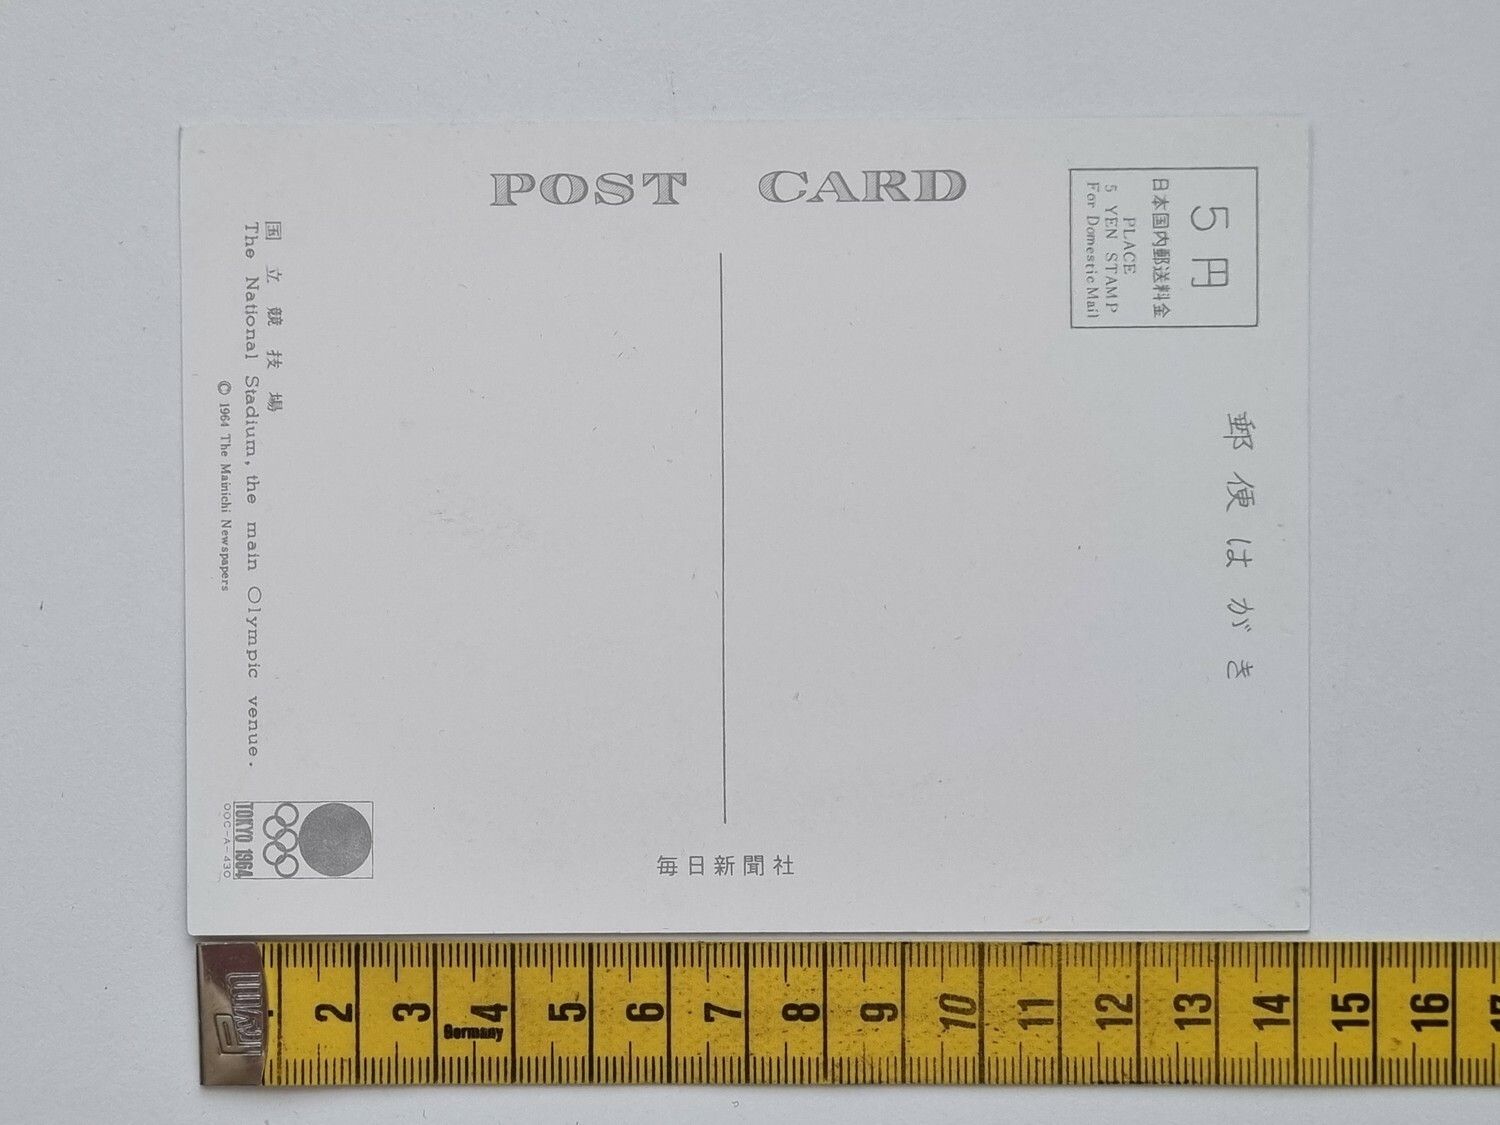 POST CARD
5円
日本国内郵送料金
PLACE
5 YEN STAMP
For Domestic Mail
郵便はがき
国立競技場
The National Stadium, the main Olympic venue.
© 1964 The Mainichi Newspapers
TOKYO 1964
OOC-A-430
毎日新聞社
2 3 4 5 6 7 8 9 10 11 12 13 14 15 16 17
Germany
Prym